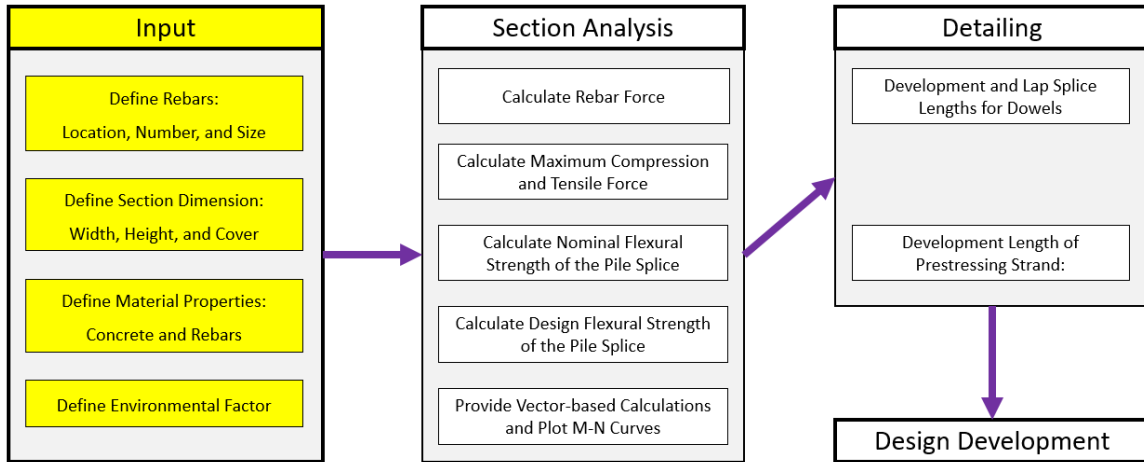 Input
Define Rebars:
Location, Number, and Size
Define Section Dimension:
Width, Height, and Cover
Define Material Properties:
Concrete and Rebars
Define Environmental Factor
Section Analysis
Calculate Rebar Force
Calculate Maximum Compression
and Tensile Force
Calculate Nominal Flexural
Strength of the Pile Splice
Calculate Design Flexural Strength
of the Pile Splice
Provide Vector-based Calculations
and Plot M-N Curves
Detailing
Development and Lap Splice
Lengths for Dowels
Development Length of
Prestressing Strand:
Design Development